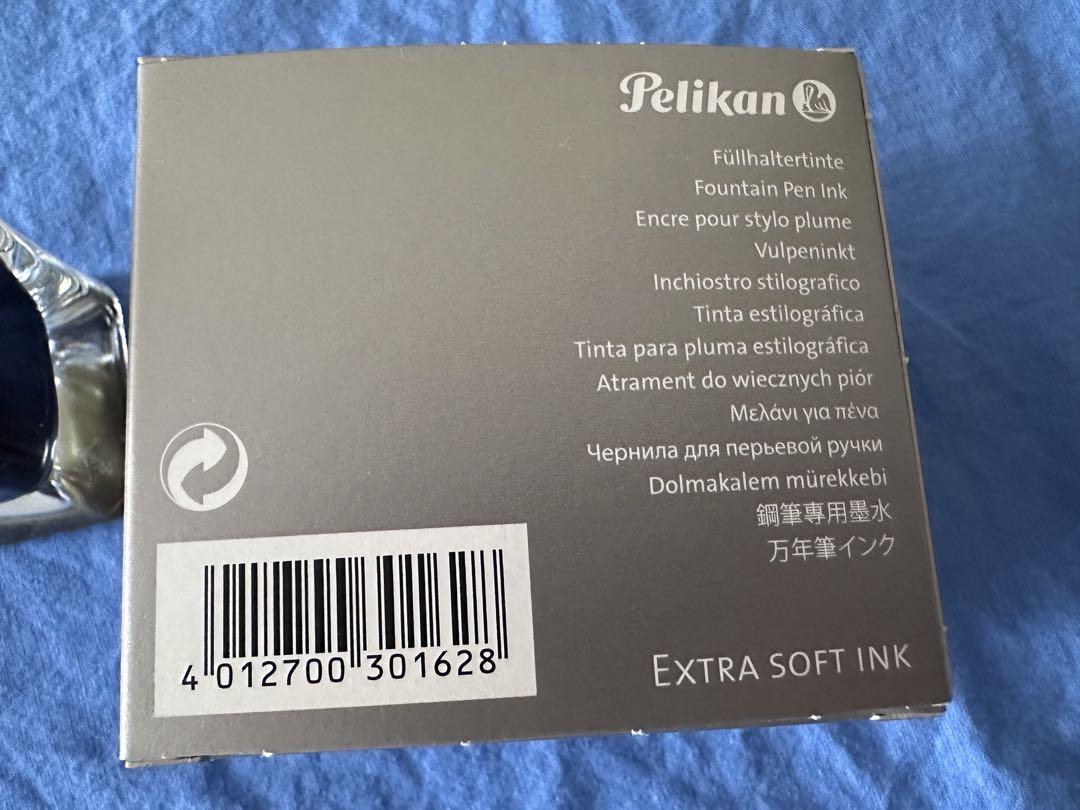 Pelikan
Füllhaltertinte
Fountain Pen Ink
Encre pour stylo plume
Vulpeninkt
Inchiostro stilografico
Tinta estilográfica
Tinta para pluma estilográfica
Atrament do wiecznych piór
Μελάνι για πένα
Чернила для перьевой ручки
Dolmakalem mürekkebi
鋼筆專用墨水
万年筆インク
4 012700 301628
EXTRA SOFT INK